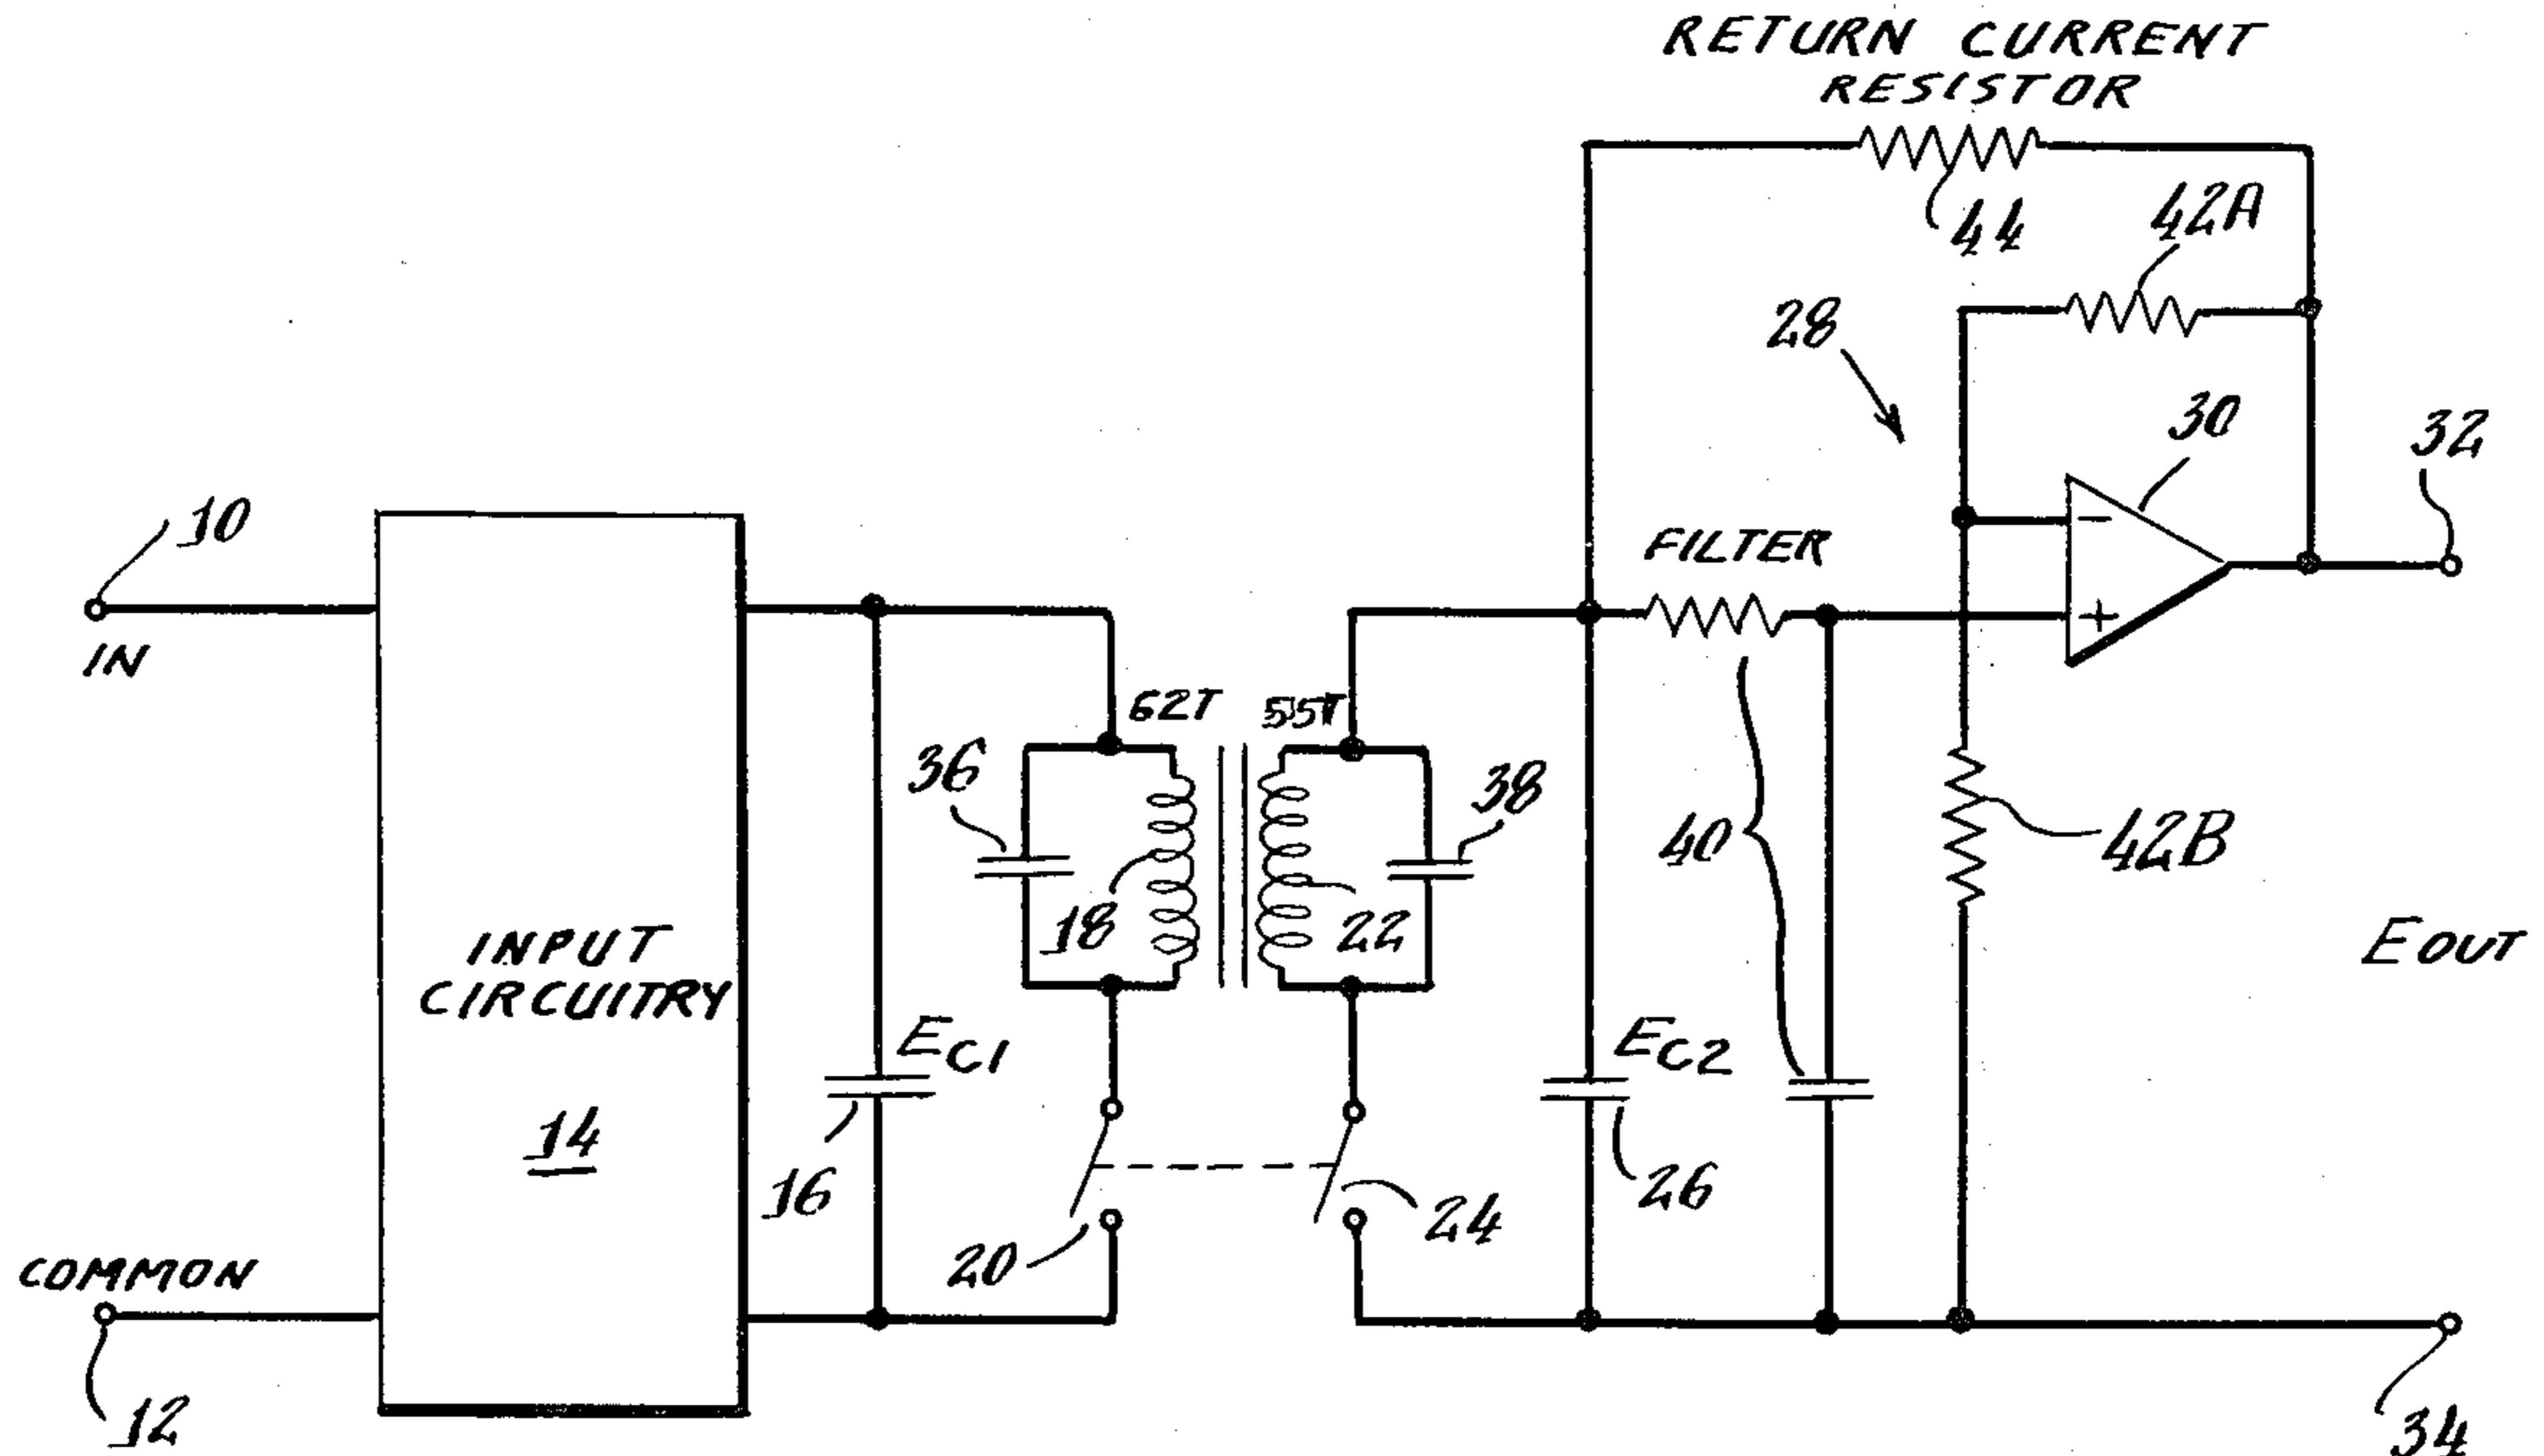 RETURN CURRENT
RESISTOR
44
42A
28
30
32
10
IN
FILTER
62T
55T
36
38
18
22
40
42B
INPUT
CIRCUITRY
14
EC1
EC2
EOUT
16
20
24
26
COMMON
12
34
-
+